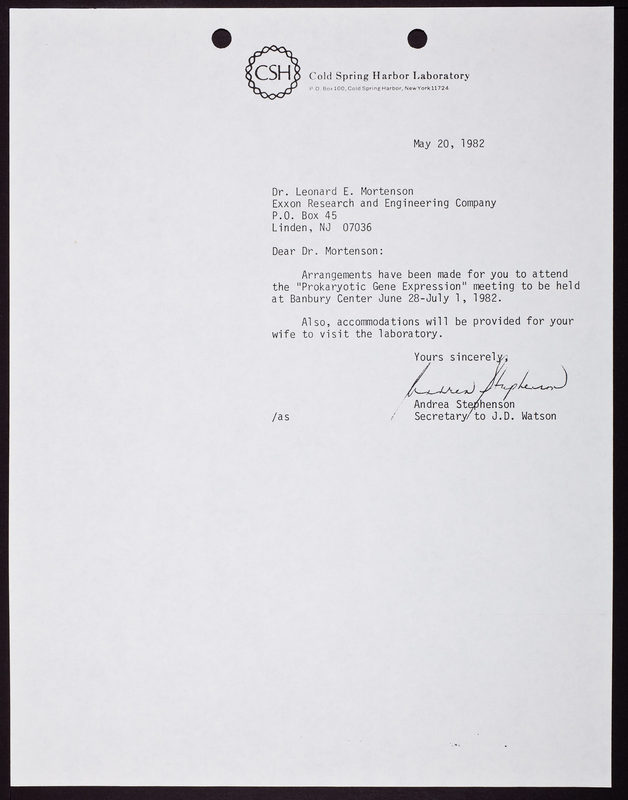 CSH
Cold Spring Harbor Laboratory
P.O. Box 100, Cold Spring Harbor, New York 11724
May 20, 1982
Dr. Leonard E. Mortenson
Exxon Research and Engineering Company
P.O. Box 45
Linden, NJ  07036
Dear Dr. Mortenson:
Arrangements have been made for you to attend
the "Prokaryotic Gene Expression" meeting to be held
at Banbury Center June 28-July 1, 1982.
Also, accommodations will be provided for your
wife to visit the laboratory.
Yours sincerely,
Andrea Stephenson
Andrea Stephenson
/as
Secretary to J.D. Watson